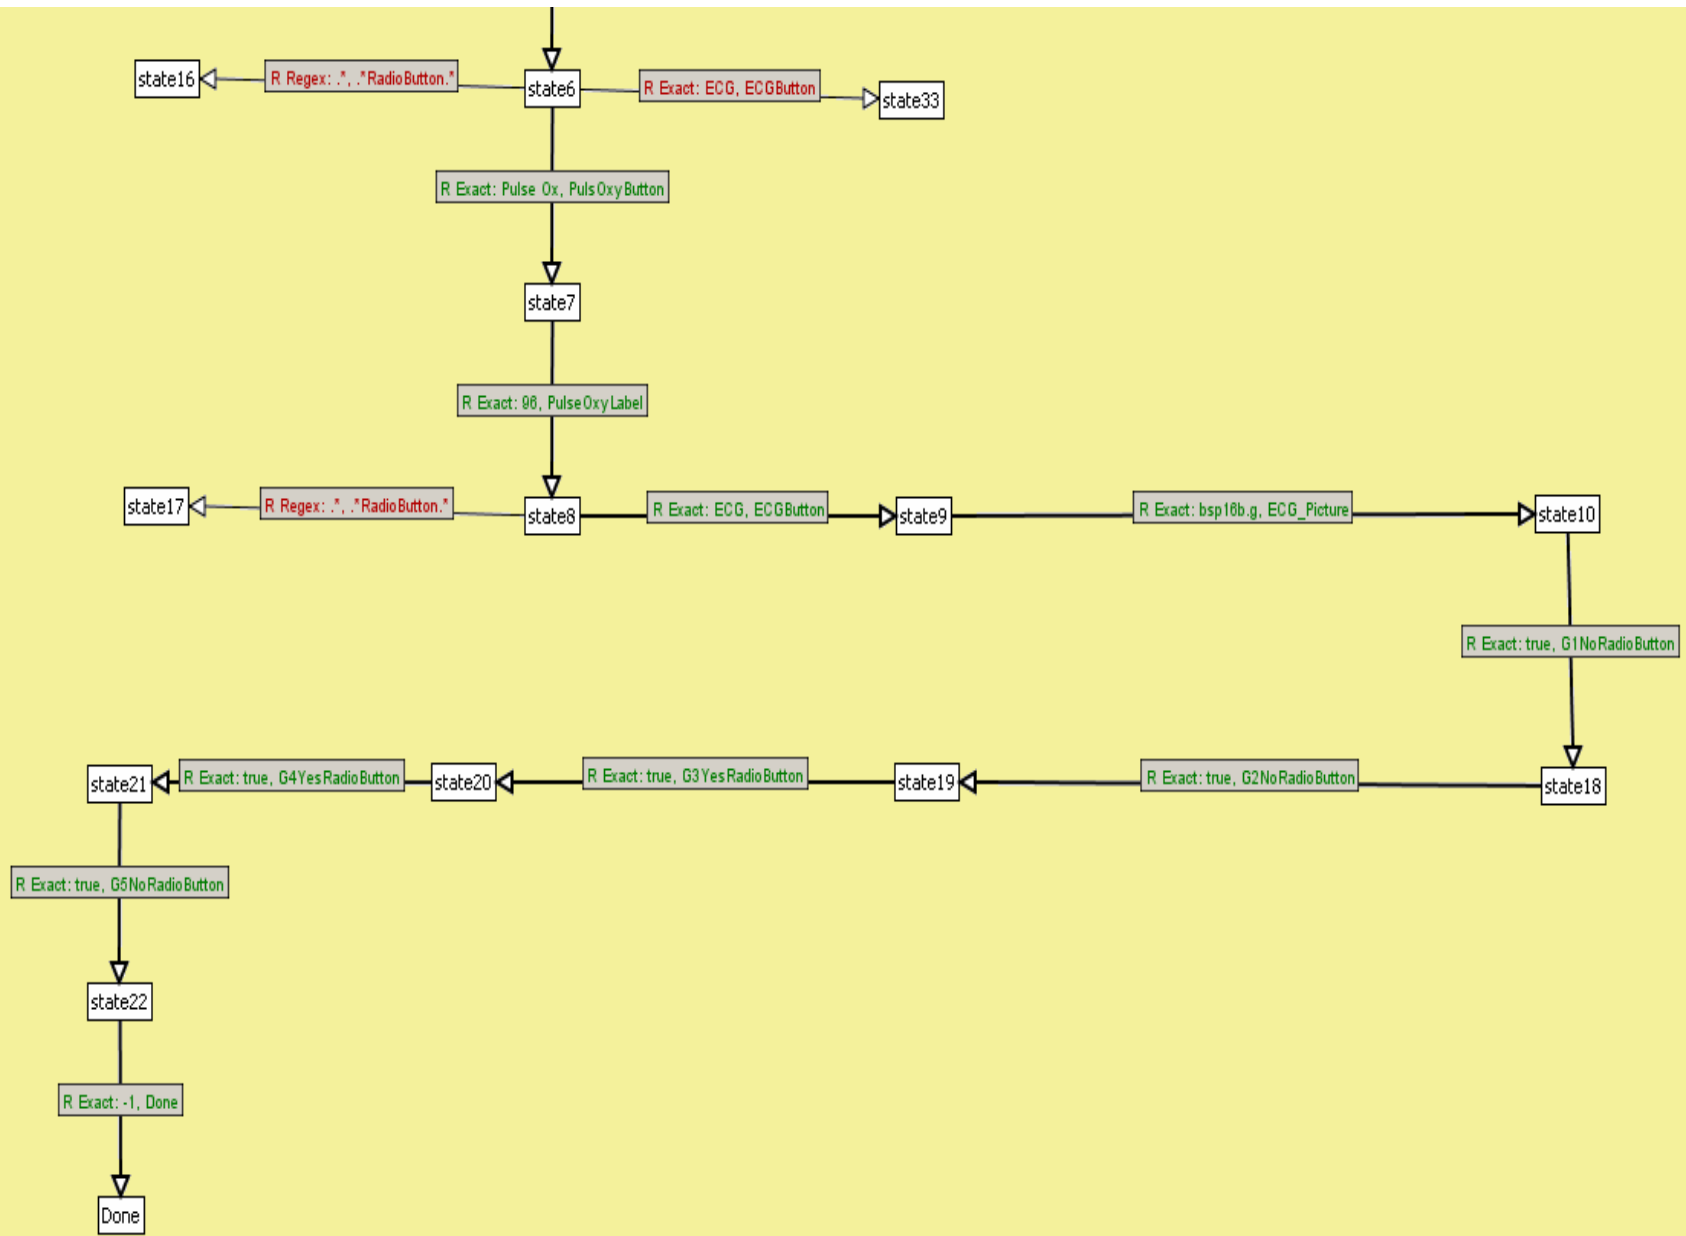 state16
R Regex: .*, .*RadioButton.*
state6
R Exact: ECG, ECGButton
state33
R Exact: Pulse Ox, PulsOxyButton
state7
R Exact: 96, PulseOxyLabel
state17
R Regex: .*, .*RadioButton.*
state8
R Exact: ECG, ECGButton
state9
R Exact: bsp16b.g, ECG_Picture
state10
R Exact: true, G1NoRadioButton
state21
R Exact: true, G4YesRadioButton
state20
R Exact: true, G3YesRadioButton
state19
R Exact: true, G2NoRadioButton
state18
R Exact: true, G5NoRadioButton
state22
R Exact: -1, Done
Done